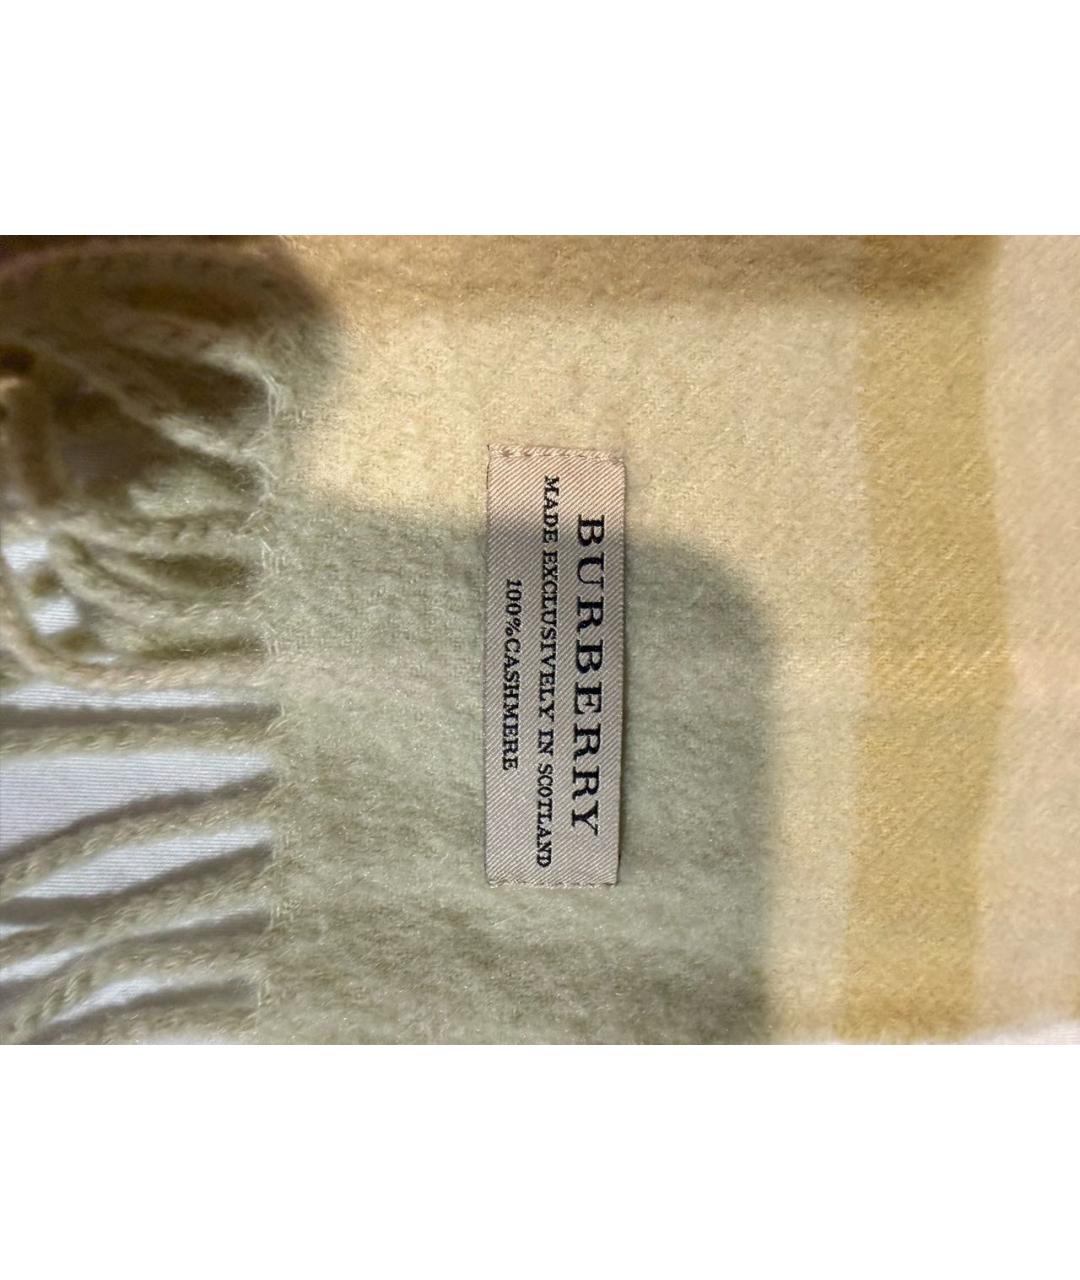 BURBERRY
MADE EXCLUSIVELY IN SCOTLAND
100%CASHMERE